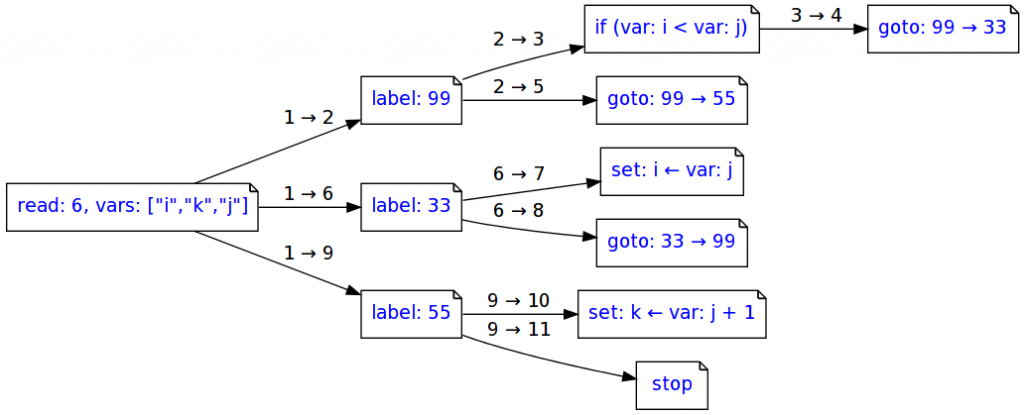 if (var: i < var: j)
3 → 4
goto: 99 → 33
2 → 3
label: 99
2 → 5
goto: 99 → 55
1 → 2
set: i ← var: j
6 → 7
read: 6, vars: ["i","k","j"]
1 → 6
label: 33
6 → 8
goto: 33 → 99
1 → 9
label: 55
9 → 10
set: k ← var: j + 1
9 → 11
stop